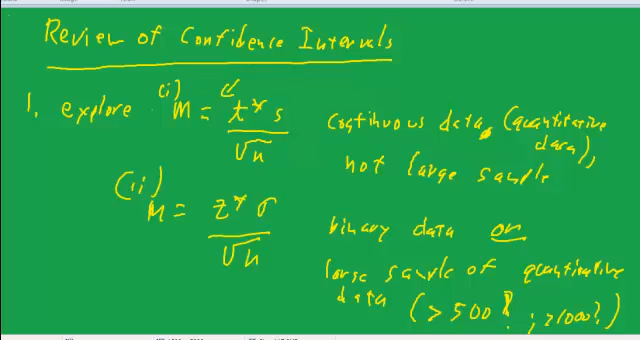 Review of Confidence Intervals
1. explore (i) M = t* s / √n
continuous data, (quantitative data),
not large sample
(ii) M = z* σ / √n
binary data or
large sample of quantitative
data (> 500? ; >1000?)